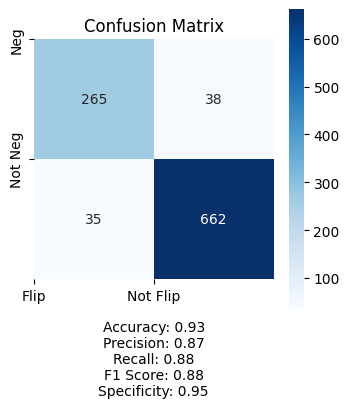 Confusion Matrix
Neg
265 38
600
500
Not Neg
400
35 662
300
200
100
Flip Not Flip
Accuracy: 0.93
Precision: 0.87
Recall: 0.88
F1 Score: 0.88
Specificity: 0.95